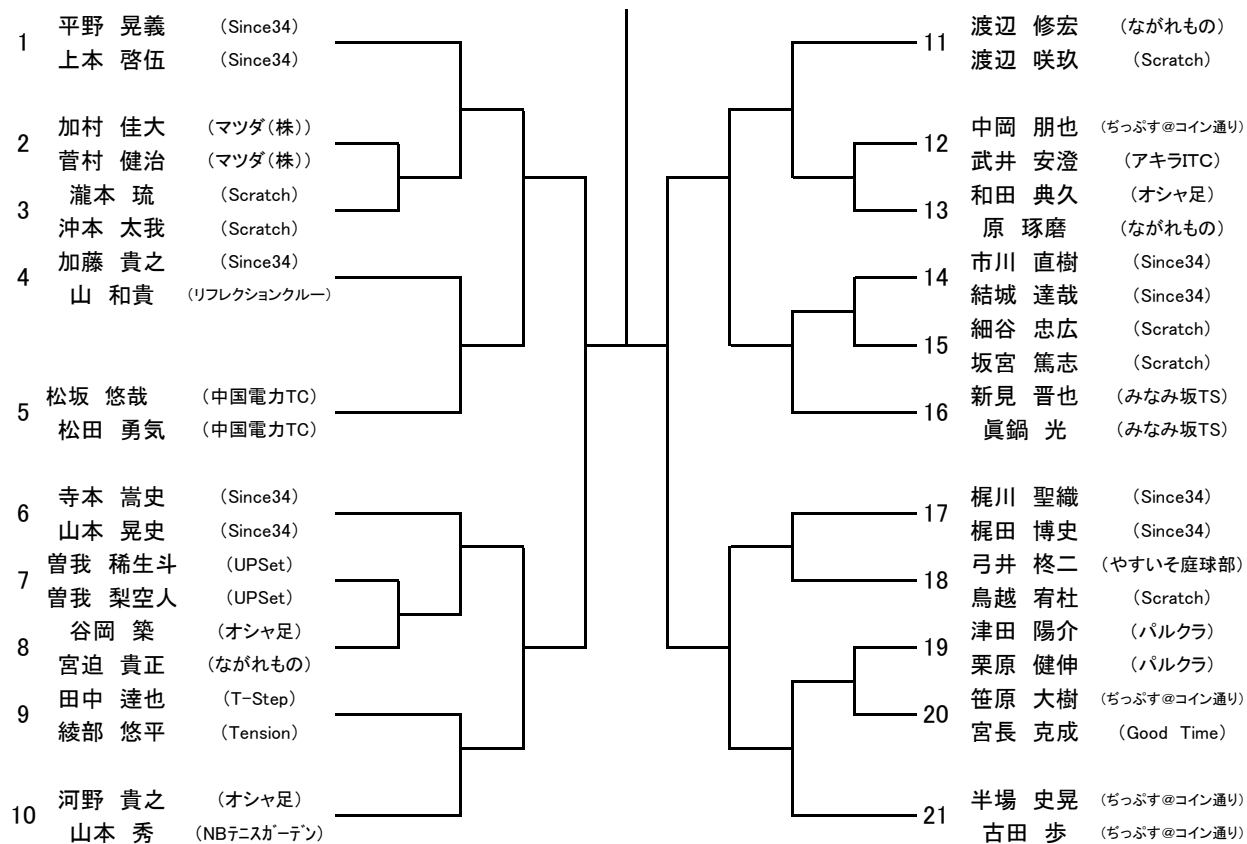 1
平野 晃義 (Since34)
上本 啓伍 (Since34)
2
加村 佳大 (マツダ(株))
菅村 健治 (マツダ(株))
3
瀧本 琉 (Scratch)
沖本 太我 (Scratch)
4
加藤 貴之 (Since34)
山 和貴 (リフレクションクルー)
5
松坂 悠哉 (中国電力TC)
松田 勇気 (中国電力TC)
6
寺本 嵩史 (Since34)
山本 晃史 (Since34)
7
曽我 稀生斗 (UPSet)
曽我 梨空人 (UPSet)
8
谷岡 築 (オシャ足)
宮迫 貴正 (ながれもの)
9
田中 達也 (T-Step)
綾部 悠平 (Tension)
10
河野 貴之 (オシャ足)
山本 秀 (NBテニスガーデン)
11
渡辺 修宏 (ながれもの)
渡辺 咲玖 (Scratch)
12
中岡 朋也 (ぢっぷす@コイン通り)
武井 安澄 (アキラITC)
13
和田 典久 (オシャ足)
原 琢磨 (ながれもの)
14
市川 直樹 (Since34)
結城 達哉 (Since34)
15
細谷 忠広 (Scratch)
坂宮 篤志 (Scratch)
16
新見 晋也 (みなみ坂TS)
眞鍋 光 (みなみ坂TS)
17
梶川 聖織 (Since34)
梶田 博史 (Since34)
18
弓井 柊二 (やすいそ庭球部)
鳥越 宥杜 (Scratch)
19
津田 陽介 (パルクラ)
栗原 健伸 (パルクラ)
20
笹原 大樹 (ぢっぷす@コイン通り)
宮長 克成 (Good Time)
21
半場 史晃 (ぢっぷす@コイン通り)
古田 歩 (ぢっぷす@コイン通り)